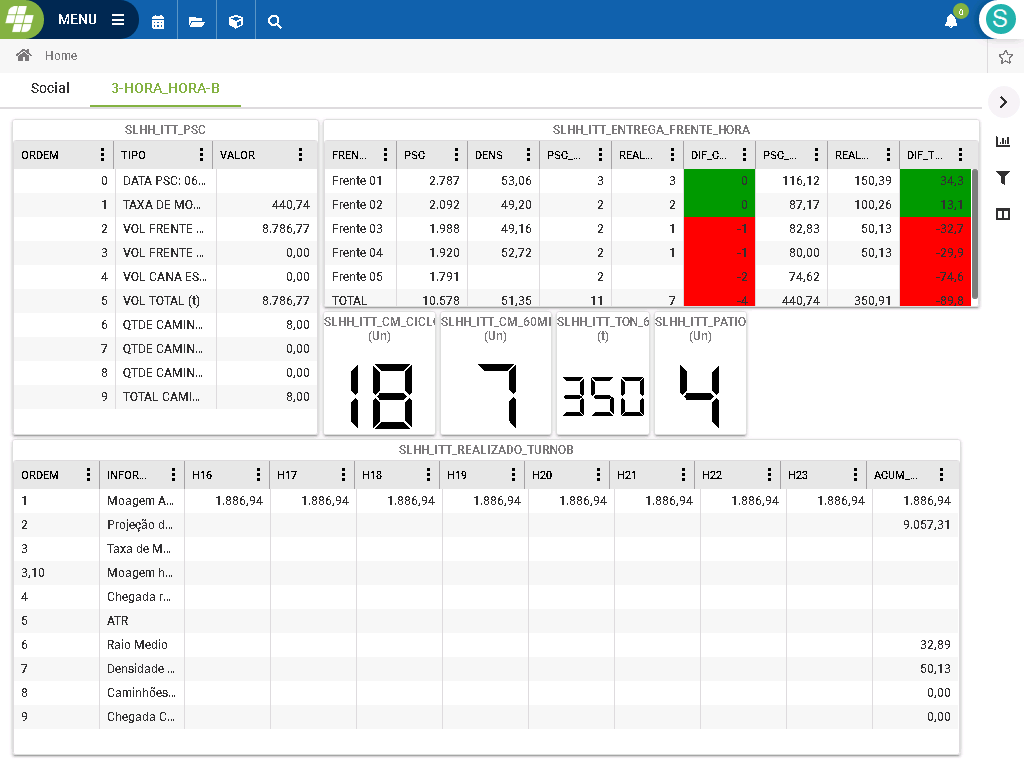 MENU
0
S
Home
Social 3-HORA_HORA-B
SLHH_ITT_PSC
ORDEM TIPO VALOR
0 DATA PSC: 06...
1 TAXA DE MO... 440,74
2 VOL FRENTE ... 8.786,77
3 VOL FRENTE ... 0,00
4 VOL CANA ES... 0,00
5 VOL TOTAL (t) 8.786,77
6 QTDE CAMIN... 8,00
7 QTDE CAMIN... 0,00
8 QTDE CAMIN... 0,00
9 TOTAL CAMI... 8,00
SLHH_ITT_ENTREGA_FRENTE_HORA
FREN... PSC DENS PSC_... REAL... DIF_C... PSC_... REAL... DIF_T...
Frente 01 2.787 53,06 3 3 0 116,12 150,39 34,3
Frente 02 2.092 49,20 2 2 0 87,17 100,26 13,1
Frente 03 1.988 49,16 2 1 -1 82,83 50,13 -32,7
Frente 04 1.920 52,72 2 1 -1 80,00 50,13 -29,9
Frente 05 1.791 2 -2 74,62 -74,6
TOTAL 10.578 51,35 11 7 -4 440,74 350,91 -89,8
SLHH_ITT_CM_CICLO
(Un)
18
SLHH_ITT_CM_60MI
(Un)
7
SLHH_ITT_TON_6
(t)
350
SLHH_ITT_PATIO
(Un)
4
SLHH_ITT_REALIZADO_TURNOB
ORDEM INFOR... H16 H17 H18 H19 H20 H21 H22 H23 ACUM_...
1 Moagem A... 1.886,94 1.886,94 1.886,94 1.886,94 1.886,94 1.886,94 1.886,94 1.886,94 1.886,94
2 Projeção d... 9.057,31
3 Taxa de M...
3,10 Moagem h...
4 Chegada r...
5 ATR
6 Raio Medio 32,89
7 Densidade ... 50,13
8 Caminhões... 0,00
9 Chegada C... 0,00